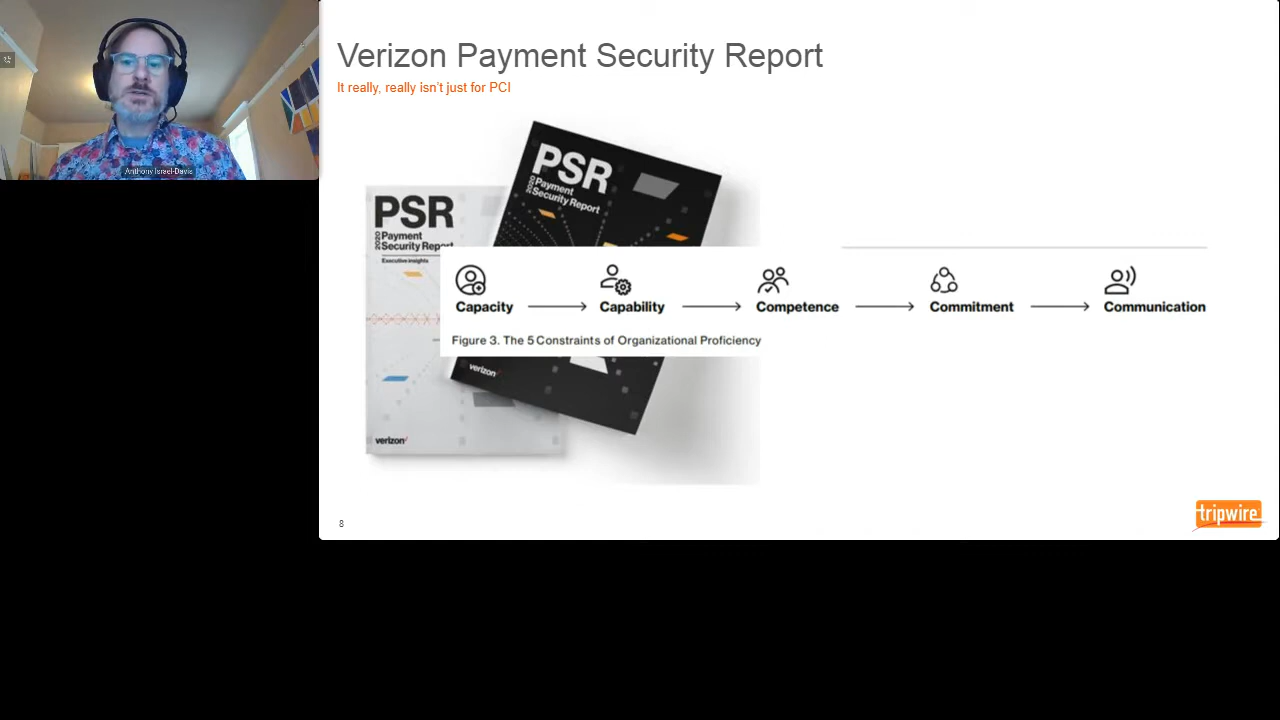 Anthony Israel-Davis
Verizon Payment Security Report
It really, really isn't just for PCI
PSR
2020
Payment
Security Report
PSR
2020
Payment
Security Report
Executive insights
Capacity
Capability
Competence
Commitment
Communication
Figure 3. The 5 Constraints of Organizational Proficiency
verizon
verizon
8
tripwire